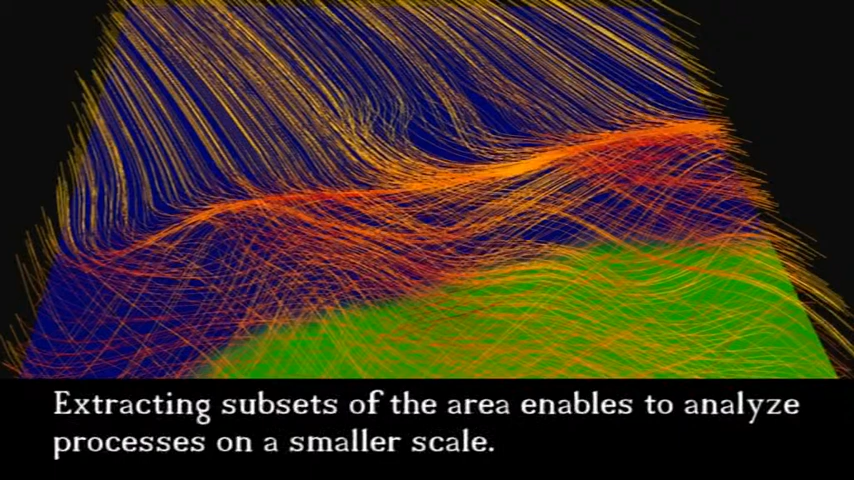 Extracting subsets of the area enables to analyze
processes on a smaller scale.